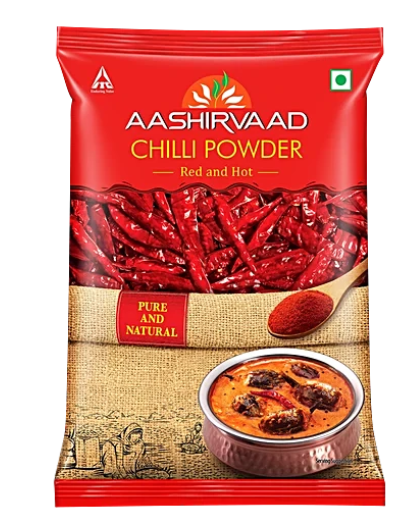 AASHIRVAAD
CHILLI POWDER
Red and Hot
PURE
AND
NATURAL